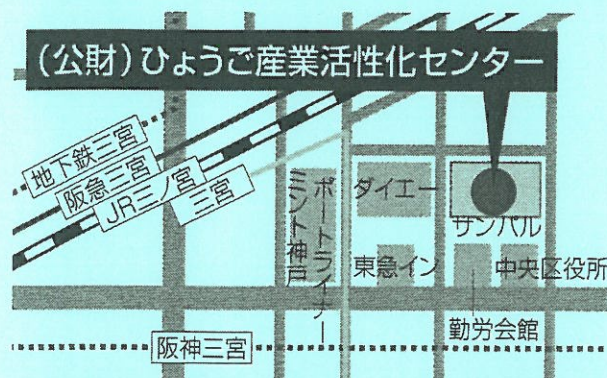 (公財)ひょうご産業活性化センター
地下鉄三宮
阪急三宮
JR三ノ宮
三宮
ミント神戸
ポートライナー
ダイエー
サンパル
東急イン
中央区役所
勤労会館
阪神三宮